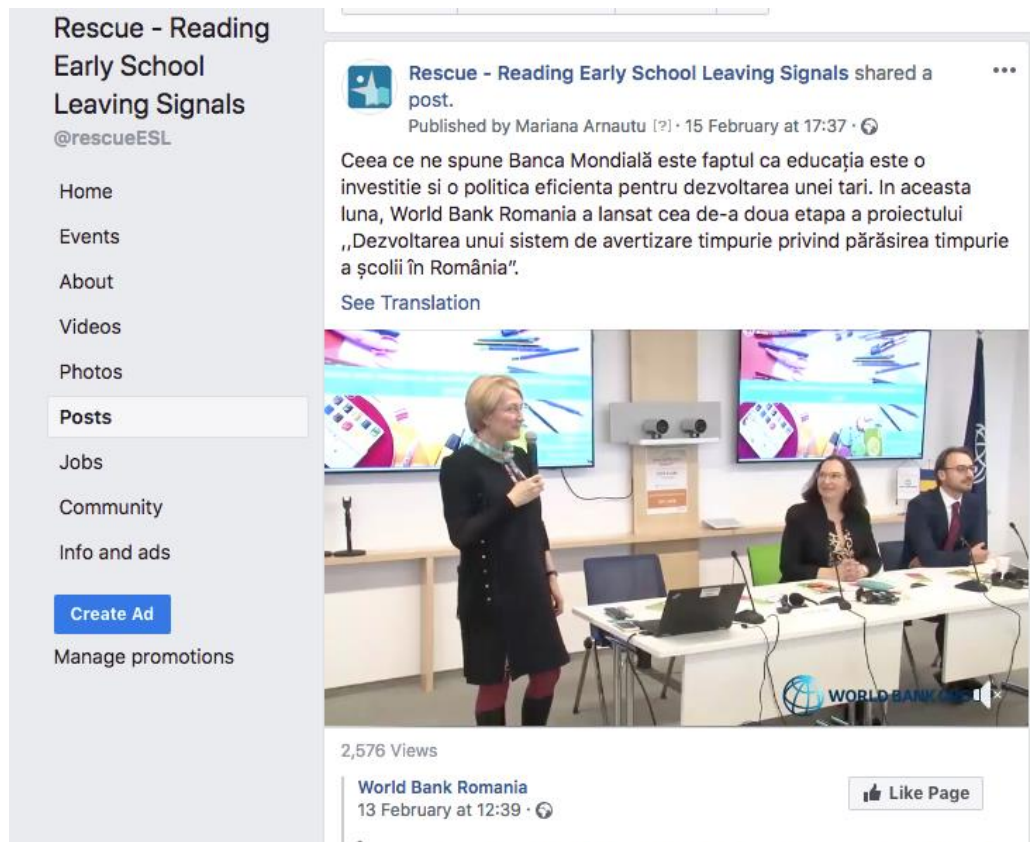 Rescue - Reading
Early School
Leaving Signals
@rescueESL
Home
Events
About
Videos
Photos
Posts
Jobs
Community
Info and ads
Create Ad
Manage promotions
Rescue - Reading Early School Leaving Signals shared a
post.
Published by Mariana Arnautu [?] · 15 February at 17:37 ·
Ceea ce ne spune Banca Mondială este faptul ca educația este o
investitie si o politica eficienta pentru dezvoltarea unei tari. In aceasta
luna, World Bank Romania a lansat cea de-a doua etapa a proiectului
,,Dezvoltarea unui sistem de avertizare timpurie privind părăsirea timpurie
a școlii în România”.
See Translation
WORLD BANK
2,576 Views
World Bank Romania
13 February at 12:39 ·
Like Page